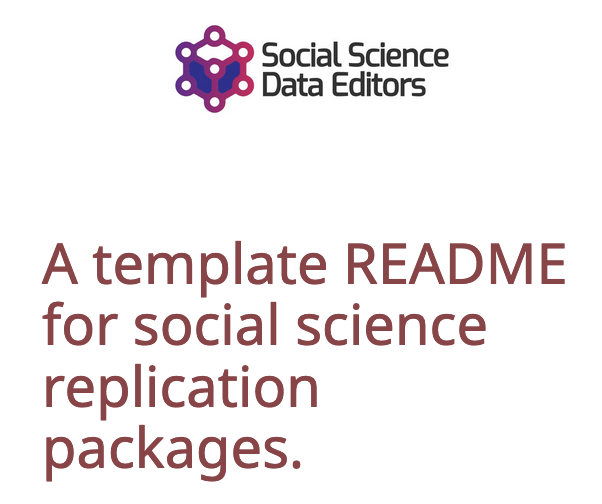 Social Science
Data Editors
A template README
for social science
replication
packages.